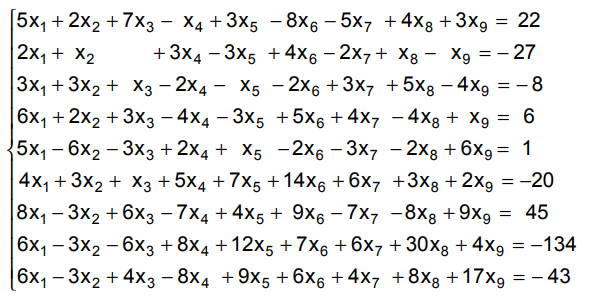 5x₁ + 2x₂ + 7x₃ − x₄ + 3x₅ − 8x₆ − 5x₇ + 4x₈ + 3x₉ = 22
2x₁ + x₂ + 3x₄ − 3x₅ + 4x₆ − 2x₇ + x₈ − x₉ = −27
3x₁ + 3x₂ + x₃ − 2x₄ − x₅ − 2x₆ + 3x₇ + 5x₈ − 4x₉ = −8
6x₁ + 2x₂ + 3x₃ − 4x₄ − 3x₅ + 5x₆ + 4x₇ − 4x₈ + x₉ = 6
5x₁ − 6x₂ − 3x₃ + 2x₄ + x₅ − 2x₆ − 3x₇ − 2x₈ + 6x₉ = 1
4x₁ + 3x₂ + x₃ + 5x₄ + 7x₅ + 14x₆ + 6x₇ + 3x₈ + 2x₉ = −20
8x₁ − 3x₂ + 6x₃ − 7x₄ + 4x₅ + 9x₆ − 7x₇ − 8x₈ + 9x₉ = 45
6x₁ − 3x₂ − 6x₃ + 8x₄ + 12x₅ + 7x₆ + 6x₇ + 30x₈ + 4x₉ = −134
6x₁ − 3x₂ + 4x₃ − 8x₄ + 9x₅ + 6x₆ + 4x₇ + 8x₈ + 17x₉ = −43